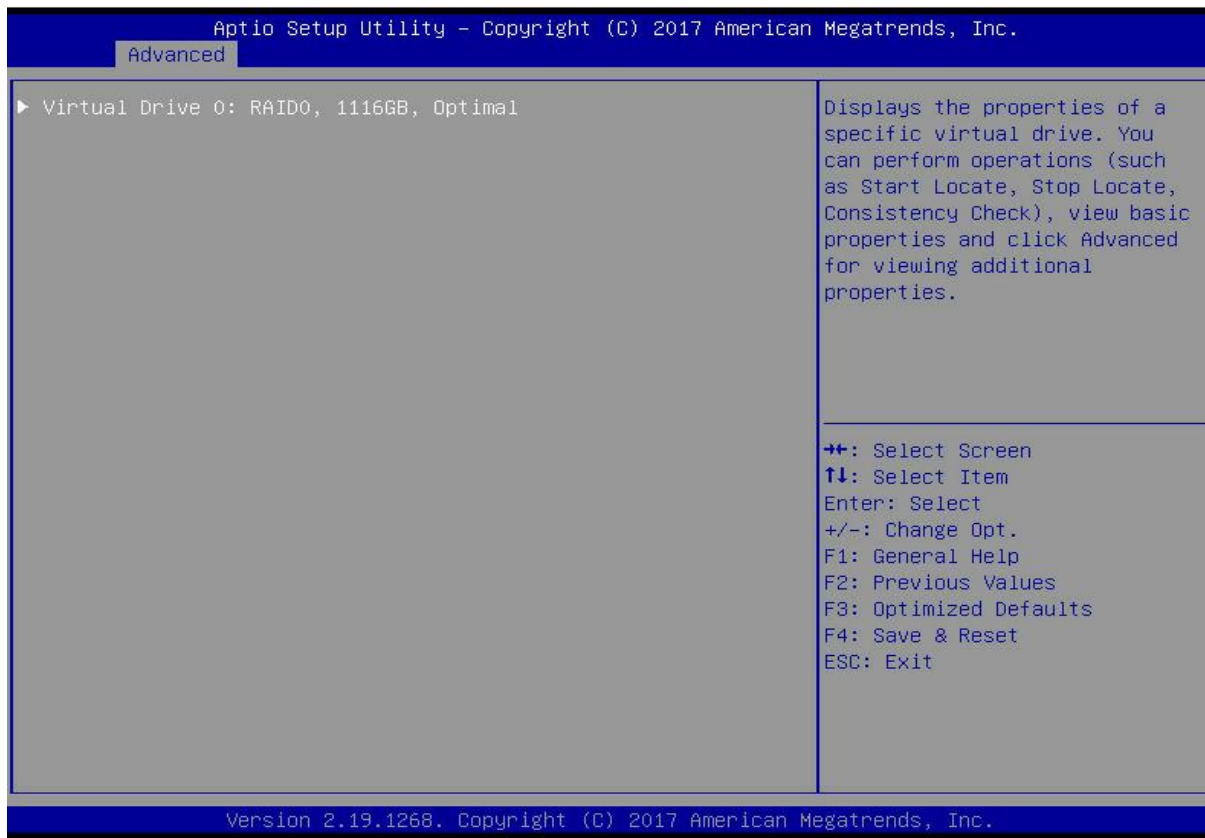 Aptio Setup Utility – Copyright (C) 2017 American Megatrends, Inc.
Advanced
▶ Virtual Drive 0: RAID0, 1116GB, Optimal
Displays the properties of a
specific virtual drive. You
can perform operations (such
as Start Locate, Stop Locate,
Consistency Check), view basic
properties and click Advanced
for viewing additional
properties.
→←: Select Screen
↑↓: Select Item
Enter: Select
+/-: Change Opt.
F1: General Help
F2: Previous Values
F3: Optimized Defaults
F4: Save & Reset
ESC: Exit
Version 2.19.1268. Copyright (C) 2017 American Megatrends, Inc.